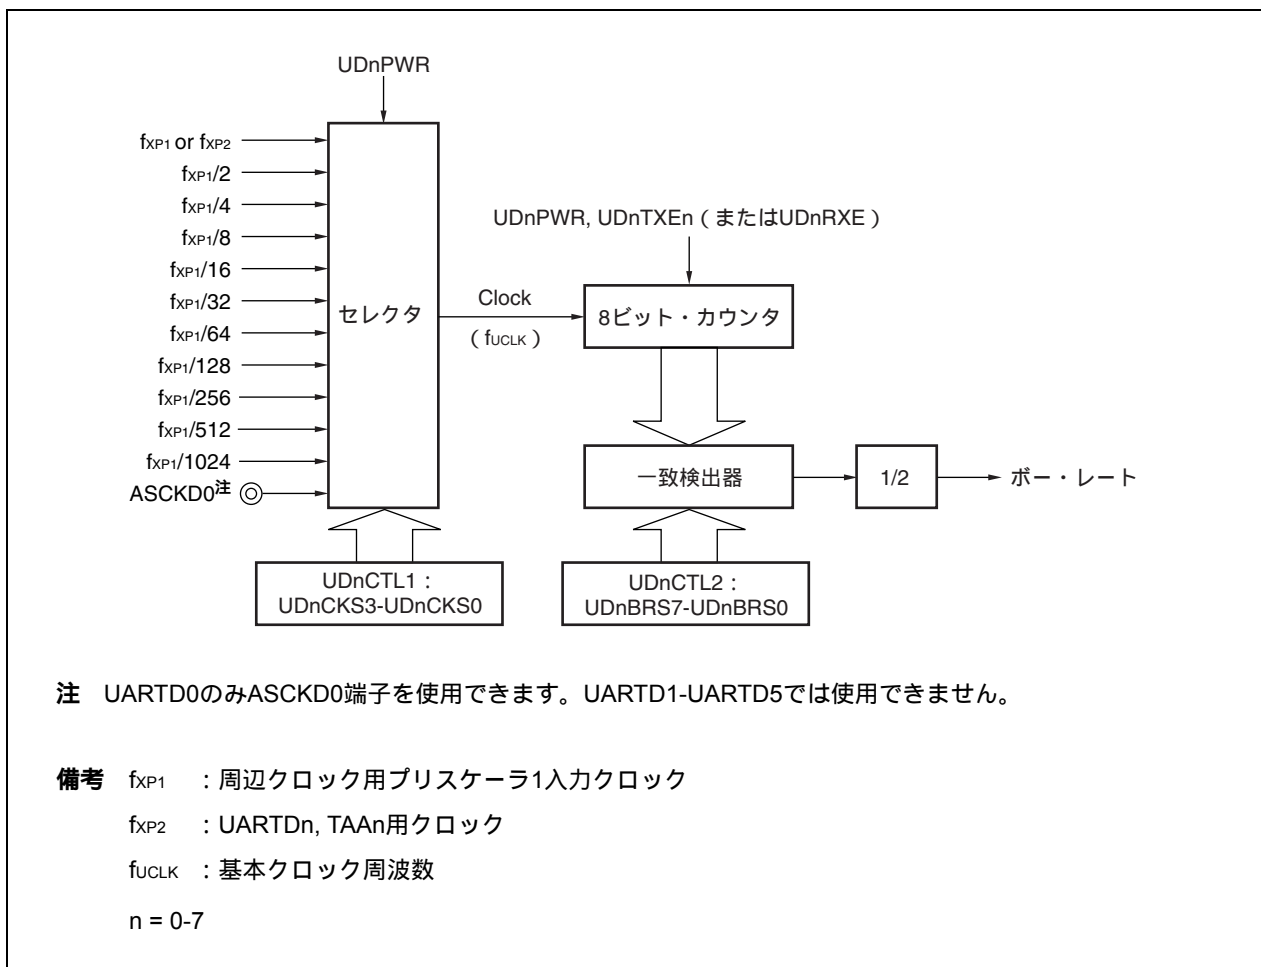 UDnPWR
fXP1 or fXP2
fXP1/2
fXP1/4
fXP1/8
fXP1/16
fXP1/32
fXP1/64
fXP1/128
fXP1/256
fXP1/512
fXP1/1024
ASCKD0注
セレクタ
Clock
(fUCLK)
UDnPWR, UDnTXEn(またはUDnRXE)
8ビット・カウンタ
一致検出器
1/2
ボー・レート
UDnCTL1:
UDnCKS3-UDnCKS0
UDnCTL2:
UDnBRS7-UDnBRS0
注 UARTD0のみASCKD0端子を使用できます。UARTD1-UARTD5では使用できません。
備考 fXP1 :周辺クロック用プリスケーラ1入力クロック
fXP2 :UARTDn, TAAn用クロック
fUCLK :基本クロック周波数
n = 0-7